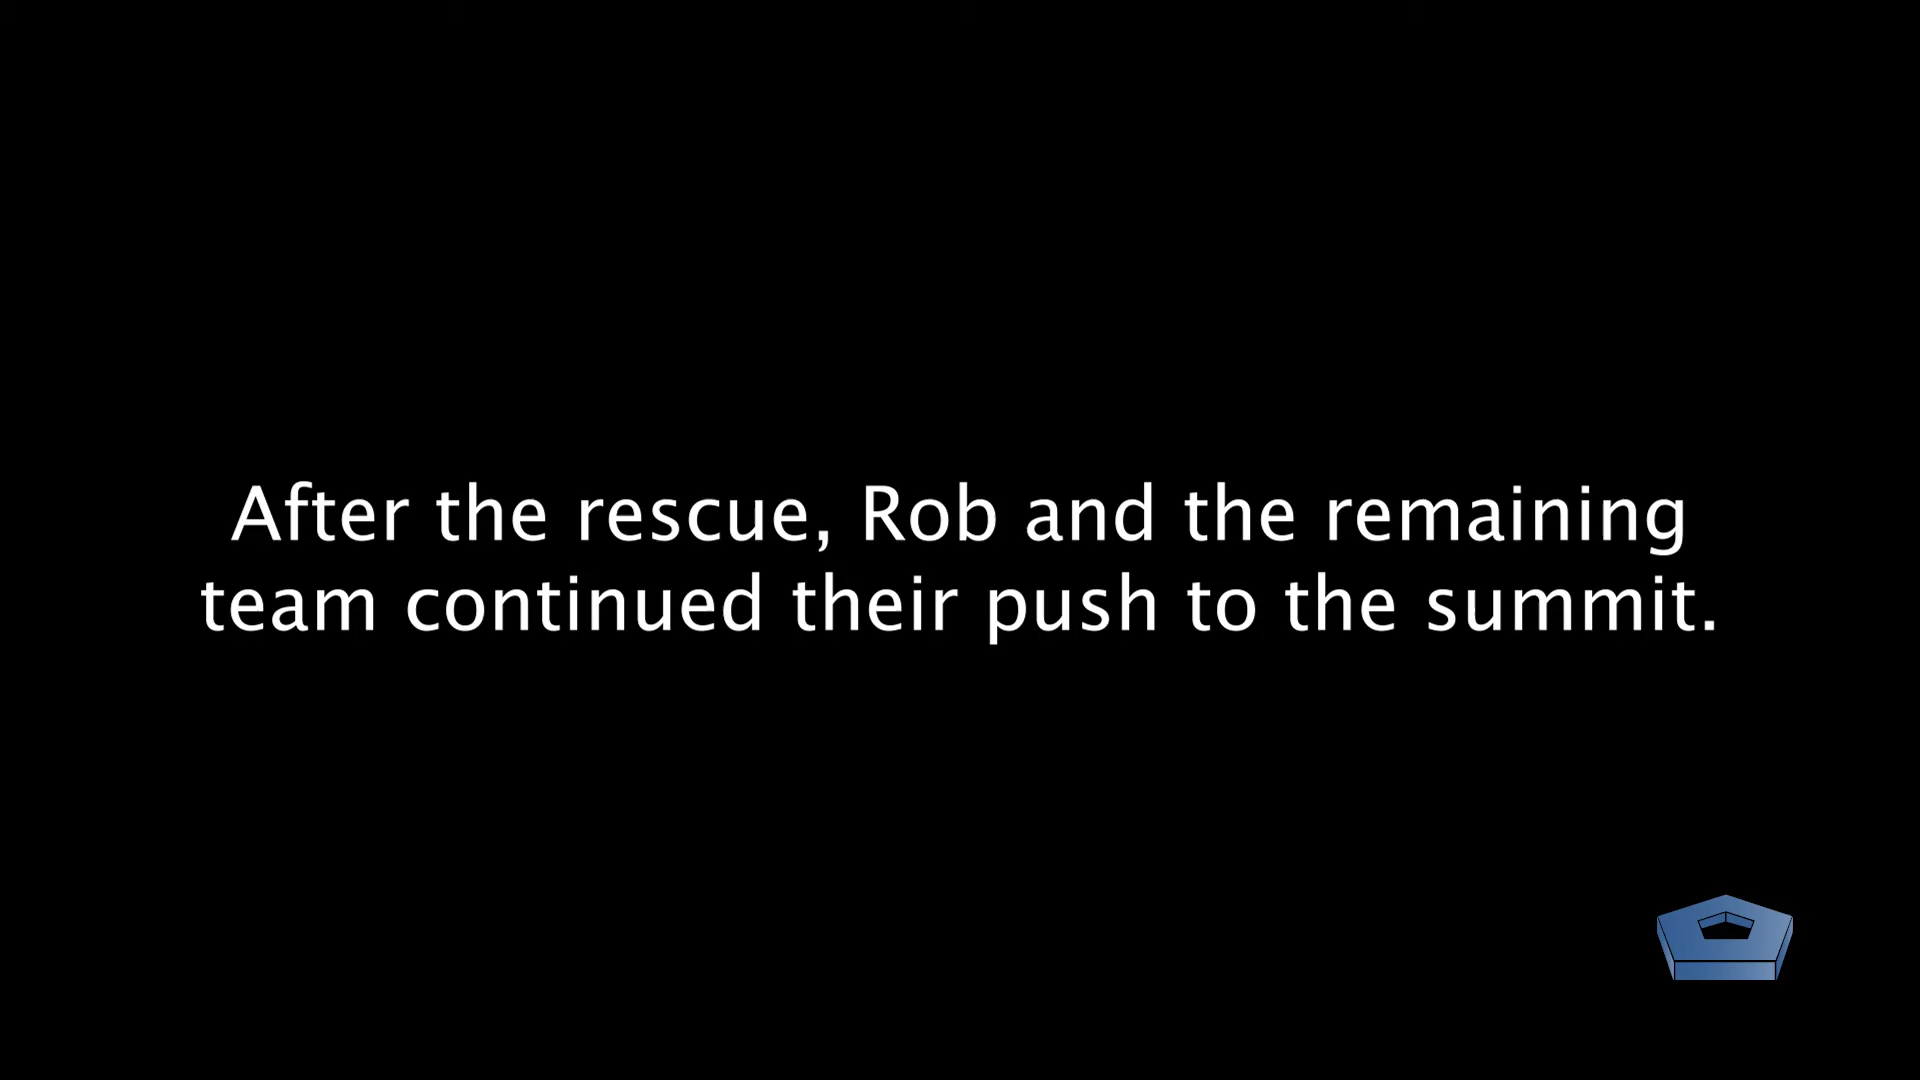 After the rescue, Rob and the remaining
team continued their push to the summit.